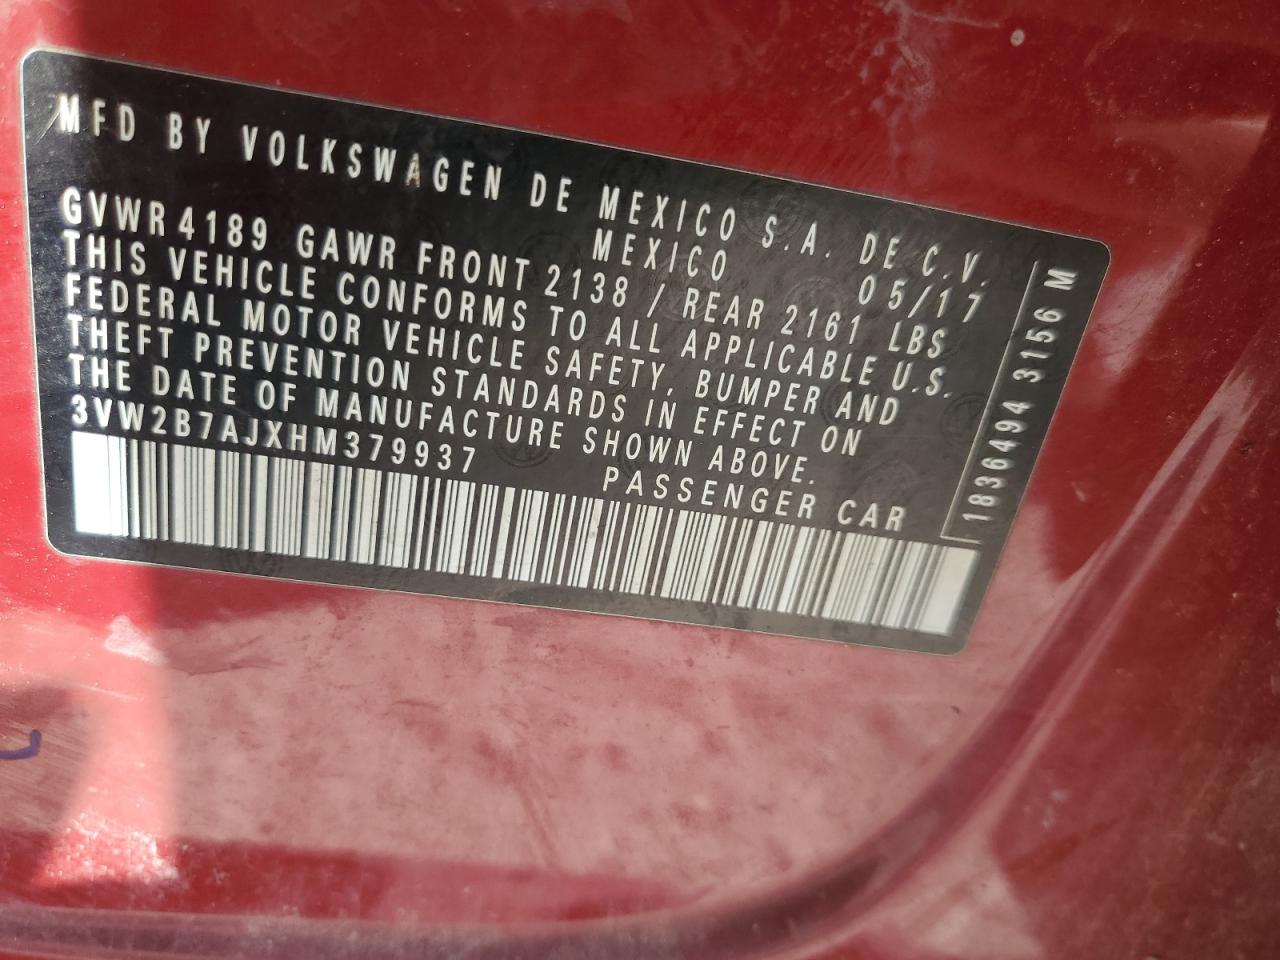 MFD BY VOLKSWAGEN DE MEXICO S.A. DE C.V.
MEXICO 05/17
GVWR 4189 GAWR FRONT 2138 / REAR 2161 LBS
THIS VEHICLE CONFORMS TO ALL APPLICABLE U.S.
FEDERAL MOTOR VEHICLE SAFETY, BUMPER AND
THEFT PREVENTION STANDARDS IN EFFECT ON
THE DATE OF MANUFACTURE SHOWN ABOVE.
3VW2B7AJXHM379937 PASSENGER CAR
1836494 3156 M